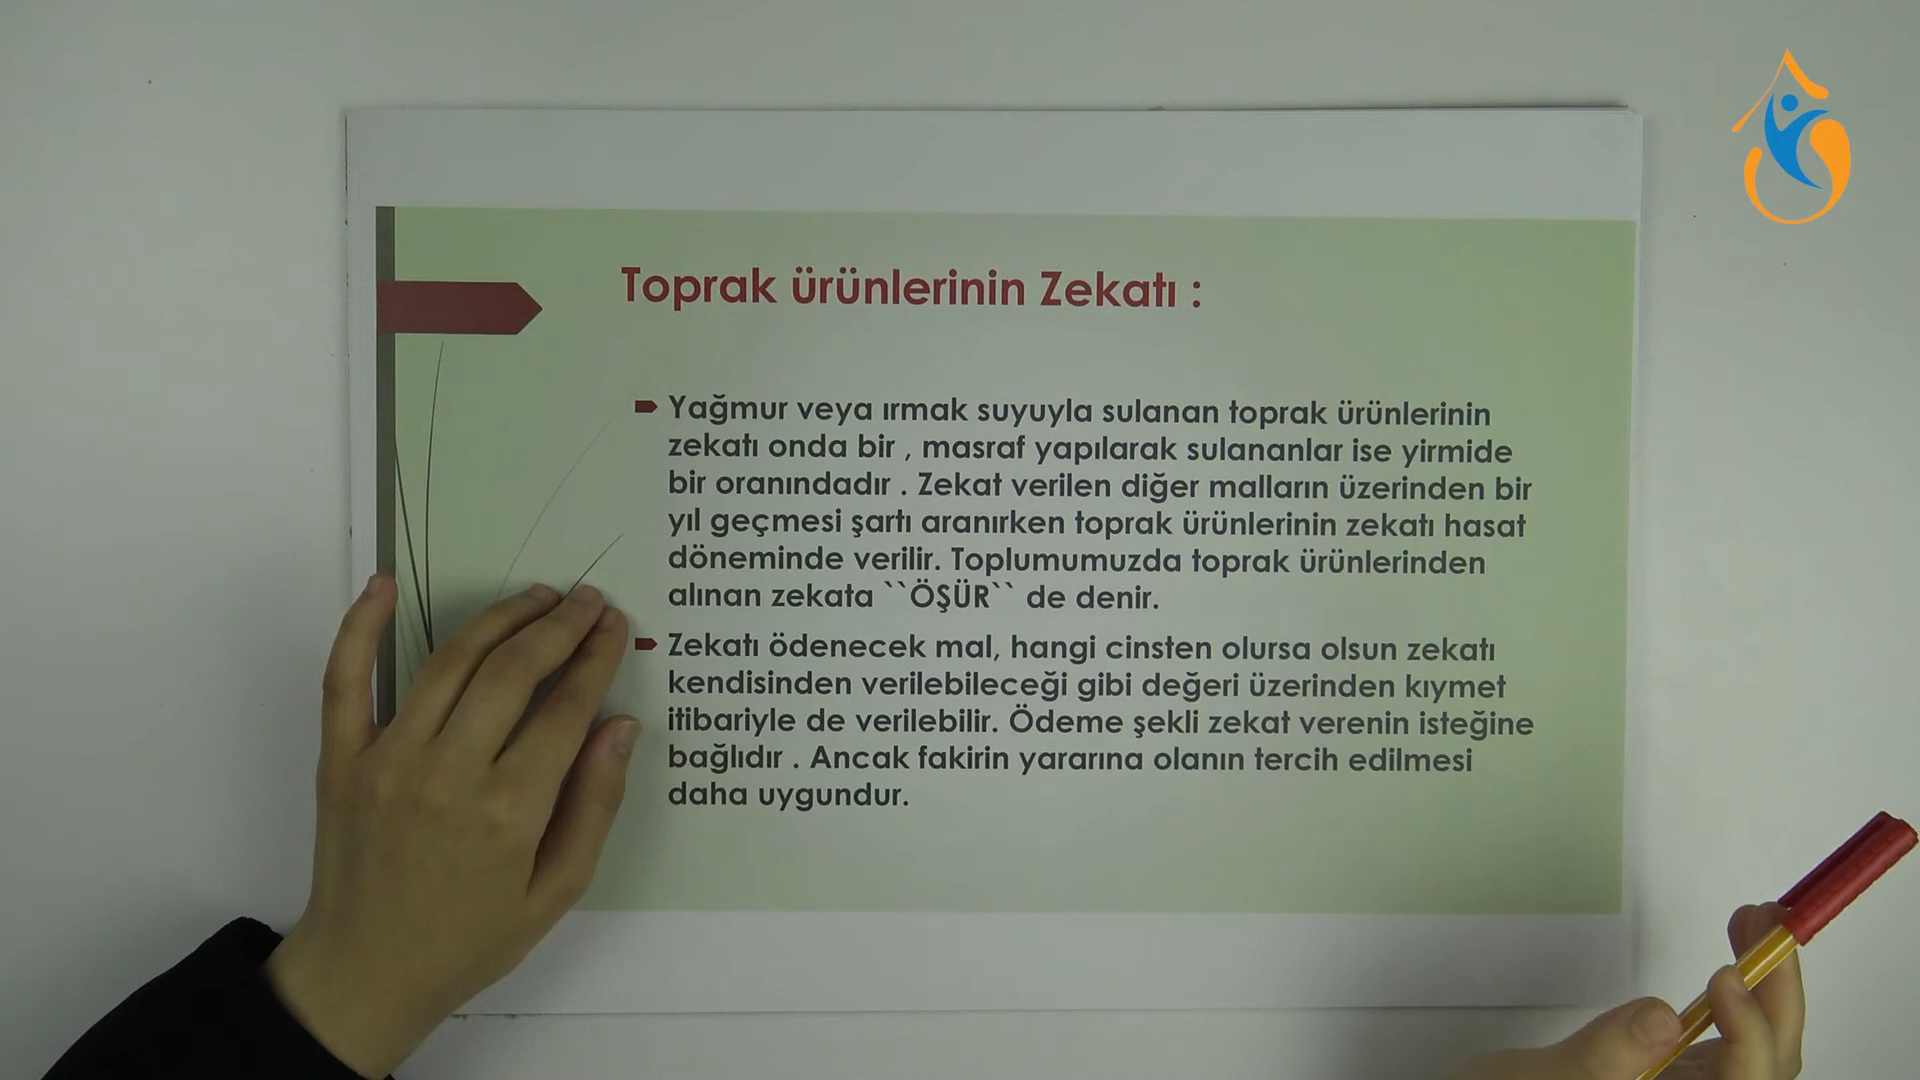 Toprak ürünlerinin Zekatı :
Yağmur veya ırmak suyuyla sulanan toprak ürünlerinin
zekatı onda bir , masraf yapılarak sulananlar ise yirmide
bir oranındadır . Zekat verilen diğer malların üzerinden bir
yıl geçmesi şartı aranırken toprak ürünlerinin zekatı hasat
döneminde verilir. Toplumumuzda toprak ürünlerinden
alınan zekata ``ÖŞÜR`` de denir.
Zekatı ödenecek mal, hangi cinsten olursa olsun zekatı
kendisinden verilebileceği gibi değeri üzerinden kıymet
itibariyle de verilebilir. Ödeme şekli zekat verenin isteğine
bağlıdır . Ancak fakirin yararına olanın tercih edilmesi
daha uygundur.